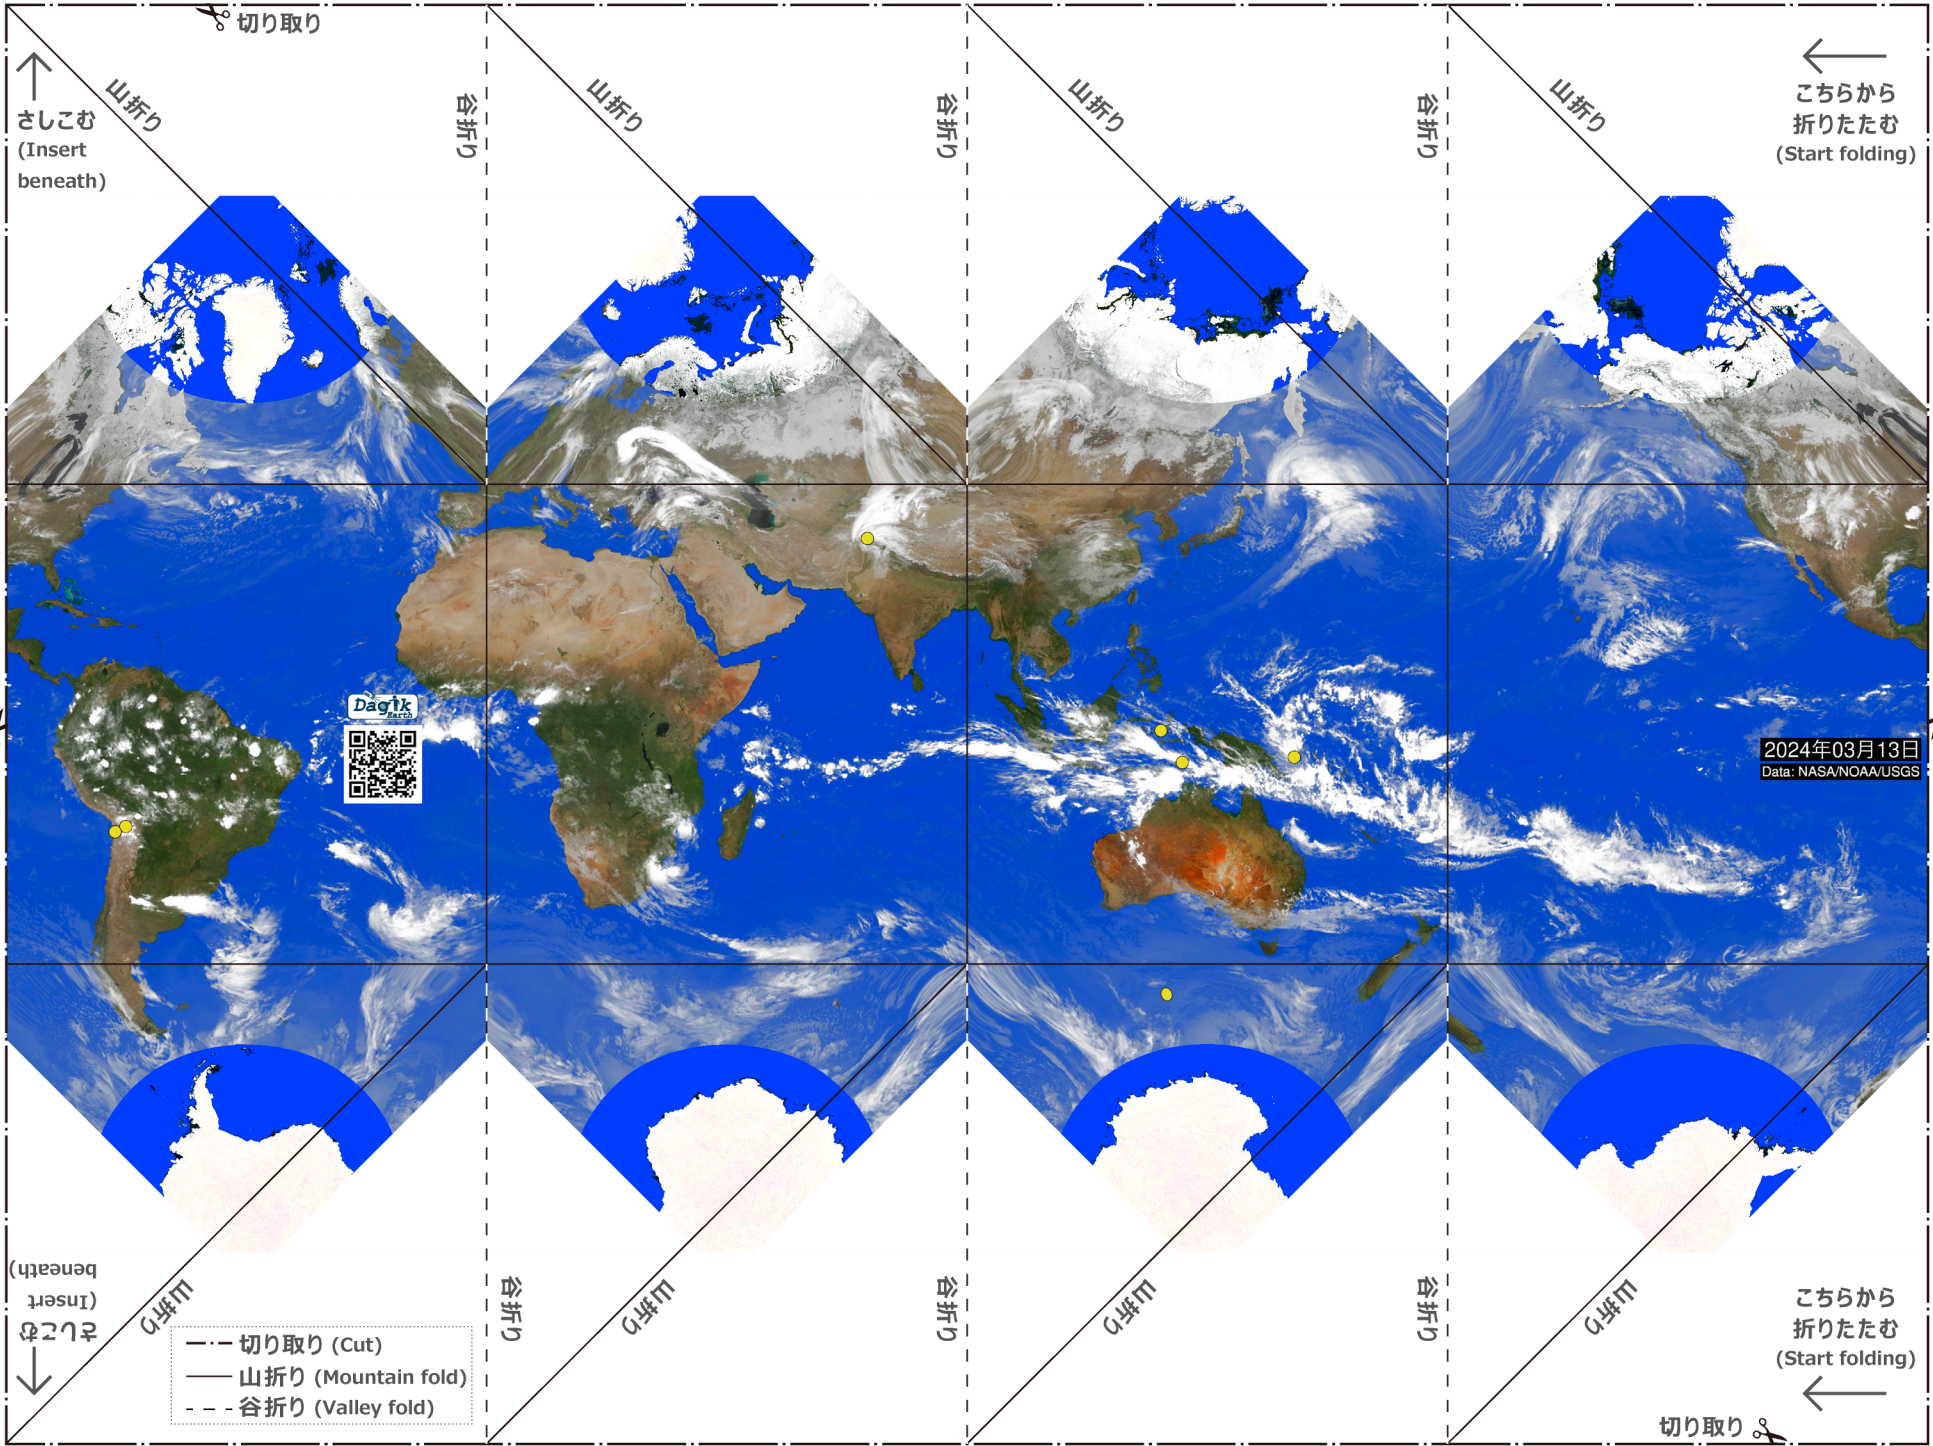 切り取り
山折り
谷折り
山折り
谷折り
山折り
谷折り
山折り
さしこむ
(Insert
beneath)
こちらから
折りたたむ
(Start folding)
Dagik
Earth
2024年03月13日
Data: NASA/NOAA/USGS
さしこむ
(Insert
beneath)
山折り
谷折り
山折り
谷折り
山折り
谷折り
山折り
切り取り (Cut)
山折り (Mountain fold)
谷折り (Valley fold)
こちらから
折りたたむ
(Start folding)
切り取り